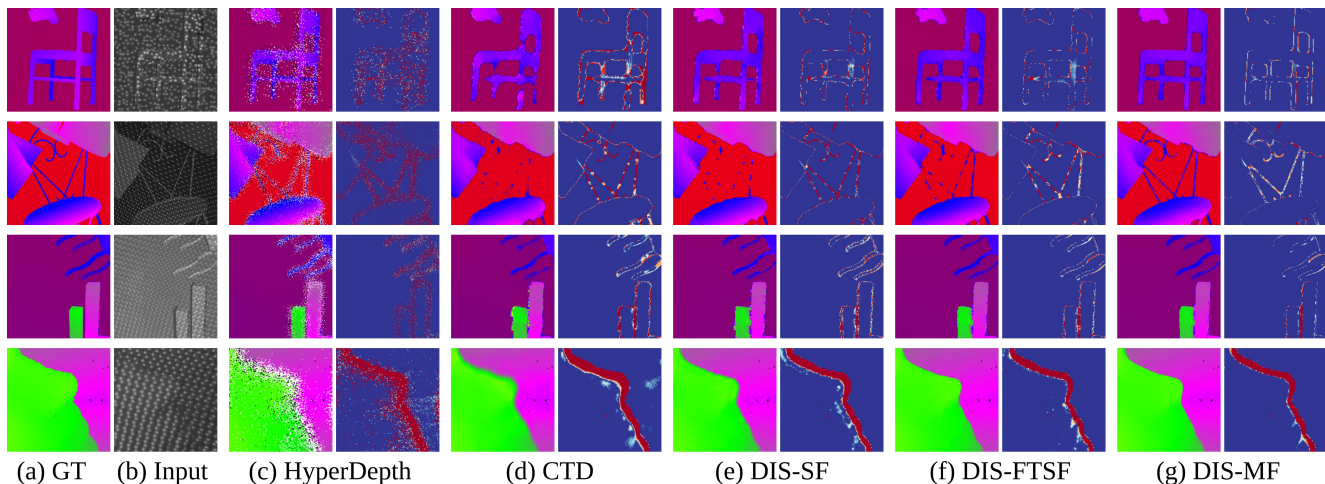 (a) GT (b) Input (c) HyperDepth (d) CTD (e) DIS-SF (f) DIS-FTSF (g) DIS-MF